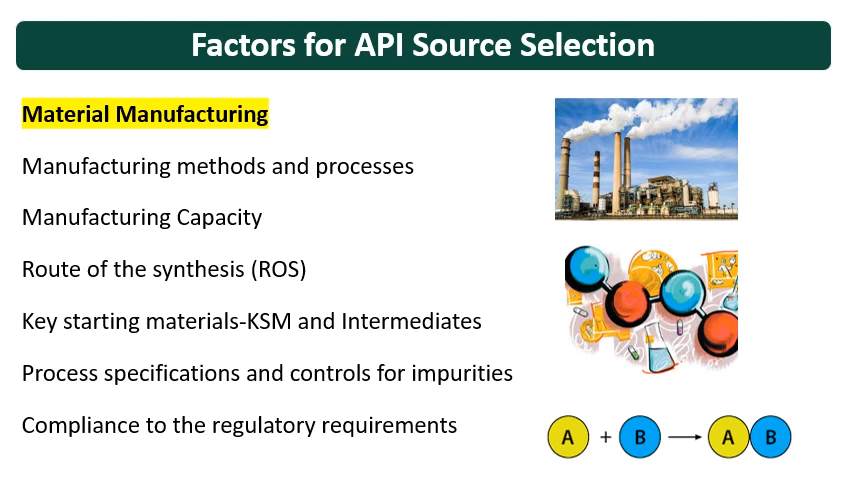 Factors for API Source Selection
Material Manufacturing
Manufacturing methods and processes
Manufacturing Capacity
Route of the synthesis (ROS)
Key starting materials-KSM and Intermediates
Process specifications and controls for impurities
Compliance to the regulatory requirements
A + B → A B